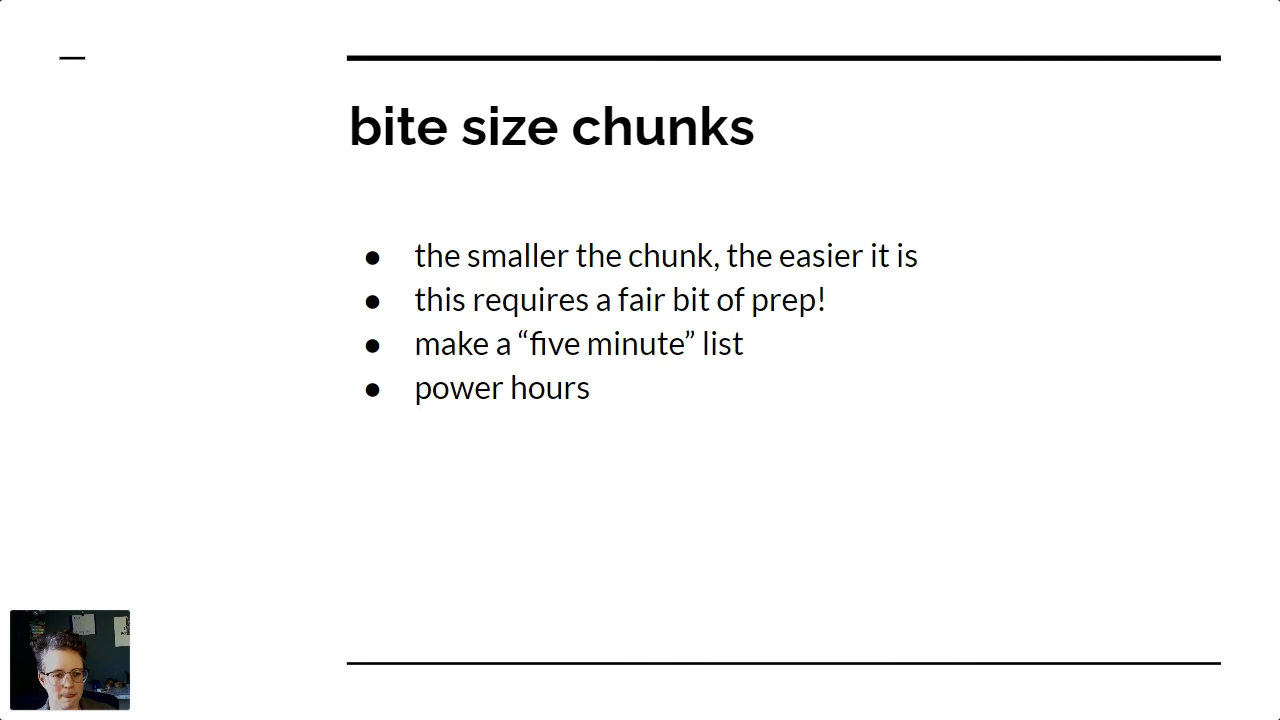 bite size chunks
● the smaller the chunk, the easier it is
● this requires a fair bit of prep!
● make a “five minute” list
● power hours